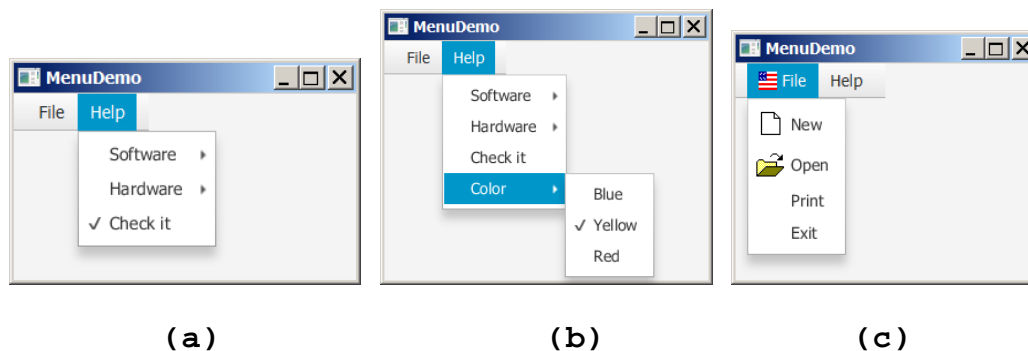 MenuDemo
File Help
Software
Hardware
Check it
(a)
MenuDemo
File Help
Software
Hardware
Check it
Color
Blue
Yellow
Red
(b)
MenuDemo
File Help
New
Open
Print
Exit
(c)